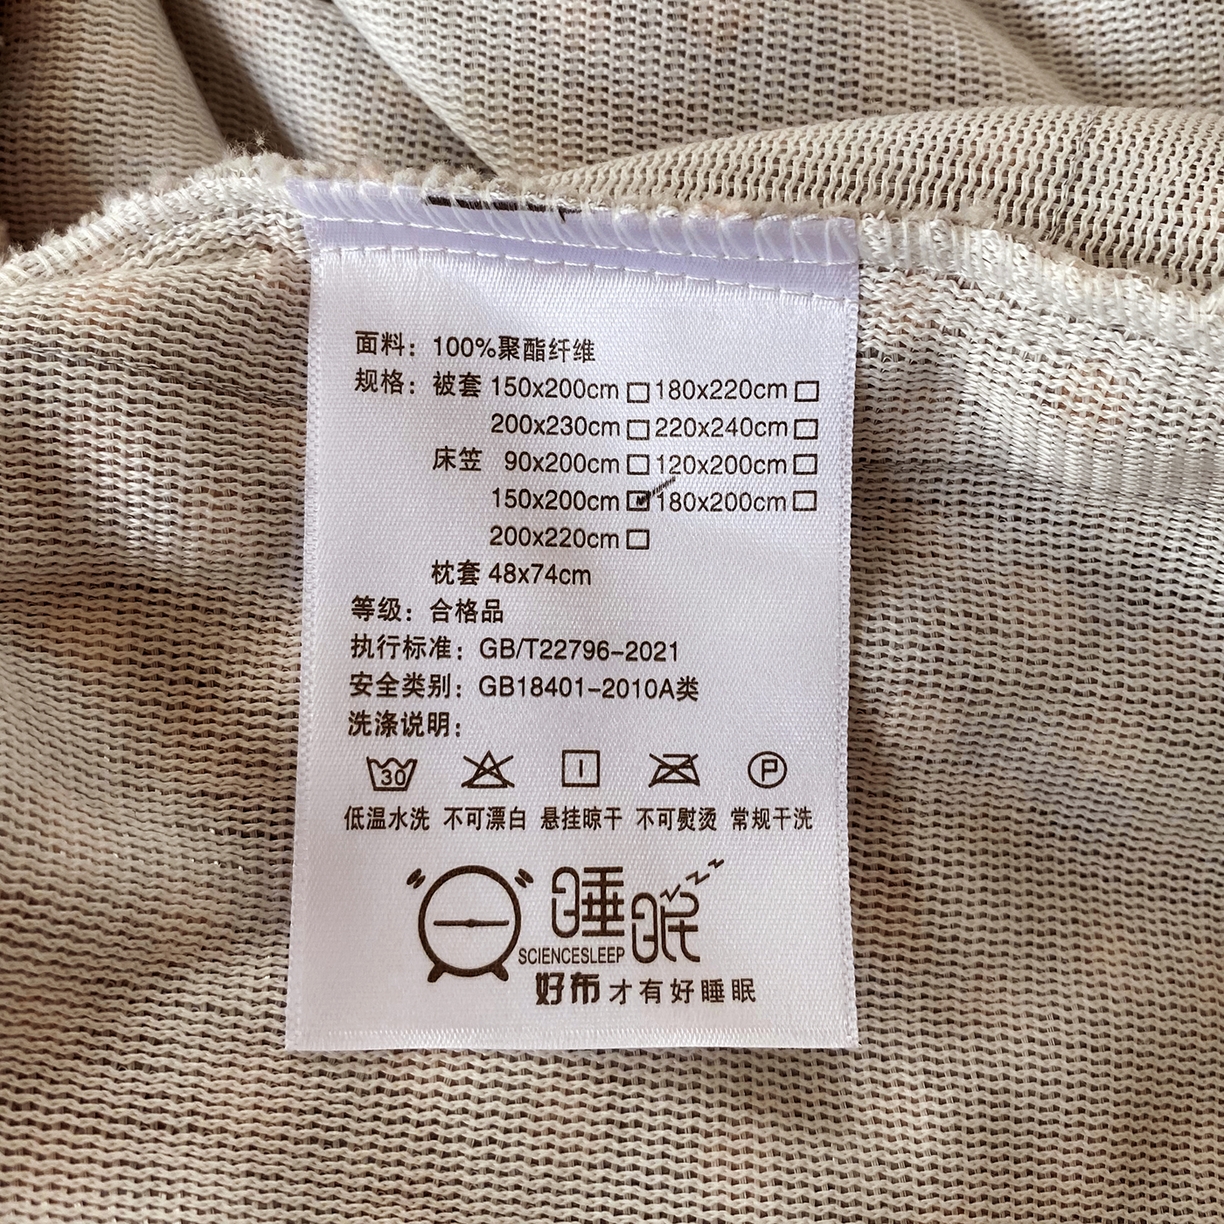 面料：100%聚酯纤维
规格：被套 150x200cm □ 180x220cm □
200x230cm □ 220x240cm □
床笠 90x200cm □ 120x200cm □
150x200cm ☑ 180x200cm □
200x220cm □
枕套 48x74cm
等级：合格品
执行标准：GB/T22796-2021
安全类别：GB18401-2010A类
洗涤说明：
30 P
低温水洗 不可漂白 悬挂晾干 不可熨烫 常规干洗
睡眠
SCIENCESLEEP
好布才有好睡眠